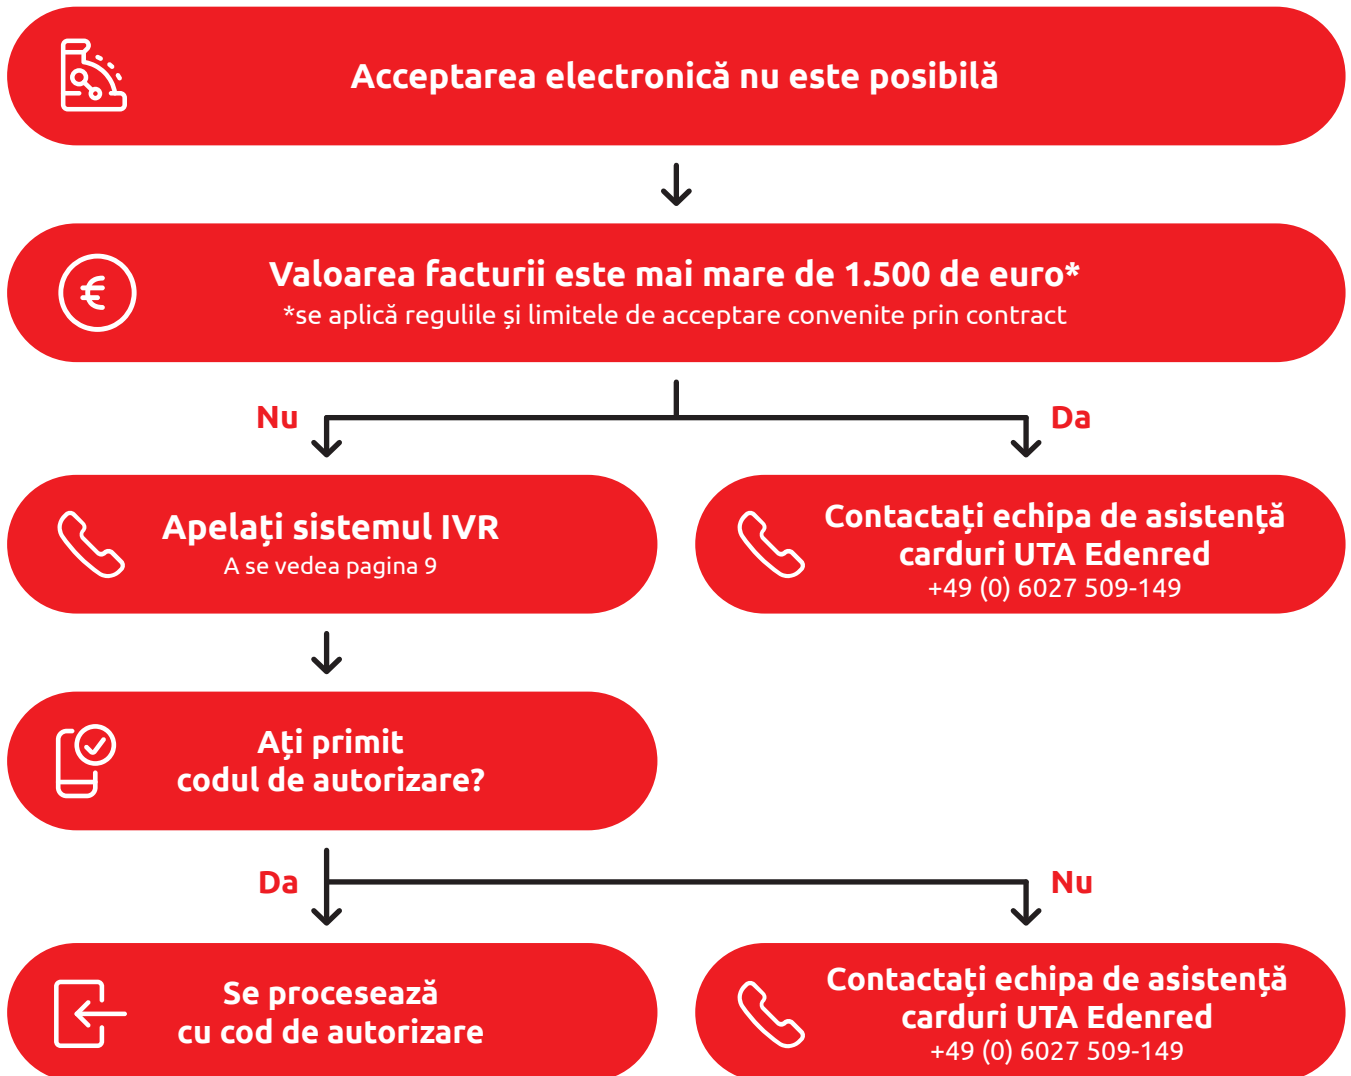 Acceptarea electronică nu este posibilă
€
Valoarea facturii este mai mare de 1.500 de euro*
*se aplică regulile și limitele de acceptare convenite prin contract
Nu
Da
Apelați sistemul IVR
A se vedea pagina 9
Contactați echipa de asistență
carduri UTA Edenred
+49 (0) 6027 509-149
Ați primit
codul de autorizare?
Da
Nu
Se procesează
cu cod de autorizare
Contactați echipa de asistență
carduri UTA Edenred
+49 (0) 6027 509-149